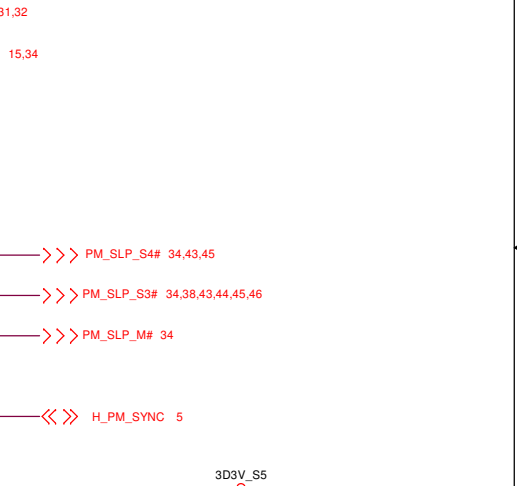 31,32
15,34
PM_SLP_S4# 34,43,45
PM_SLP_S3# 34,38,43,44,45,46
PM_SLP_M# 34
H_PM_SYNC 5
3D3V_S5